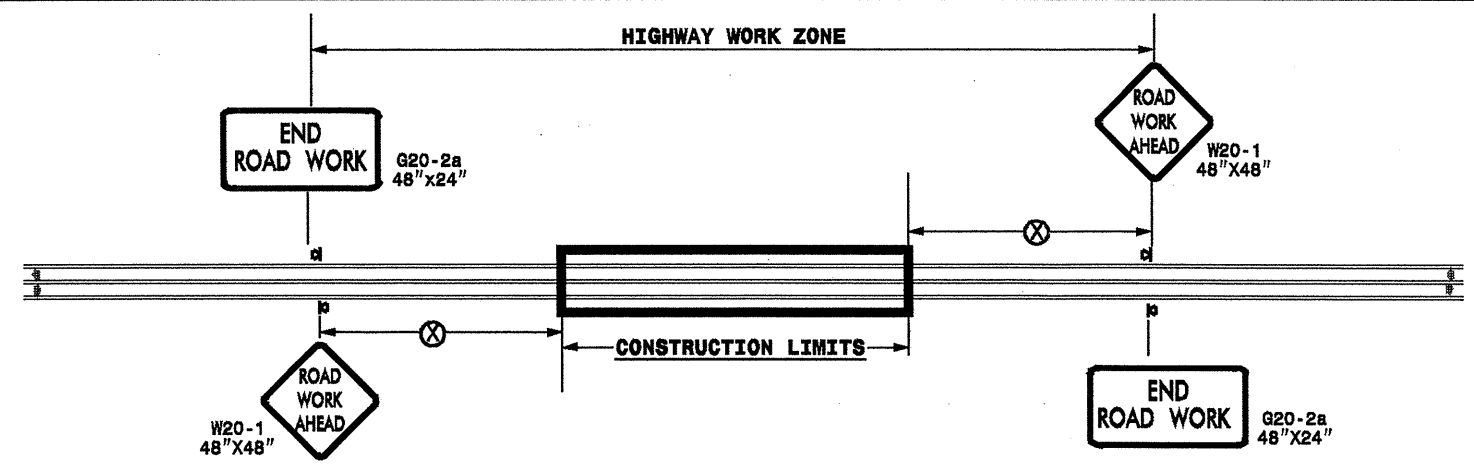 HIGHWAY WORK ZONE
END
ROAD WORK
G20-2a
48"X24"
ROAD
WORK
AHEAD
W20-1
48"X48"
X
X
CONSTRUCTION LIMITS
ROAD
WORK
AHEAD
W20-1
48"X48"
END
ROAD WORK
G20-2a
48"X24"